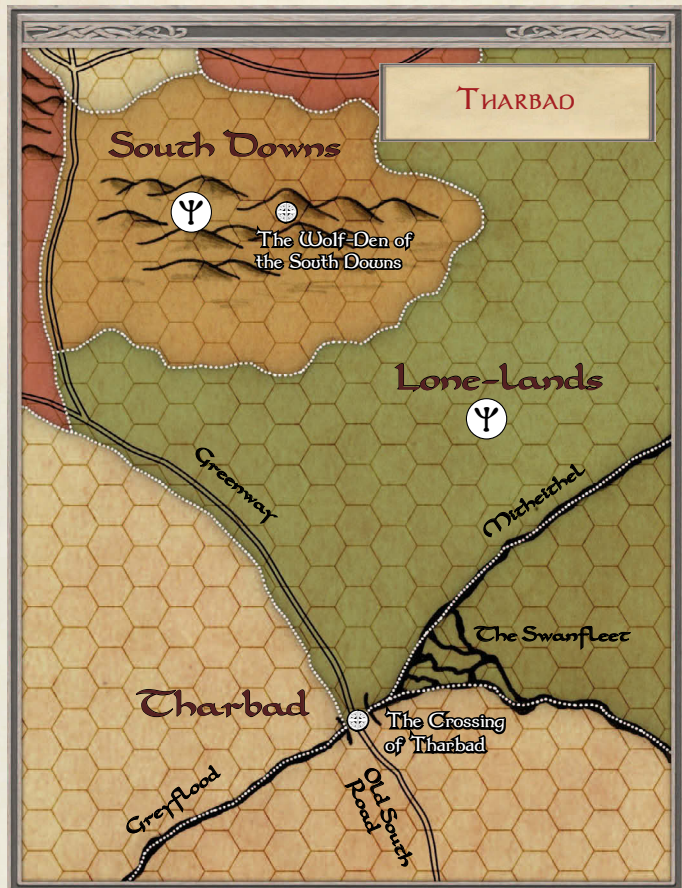 THARBAD
South Downs
The Wolf-Den of
the South Downs
Lone-lands
Greenway
Mitheithel
The Swanfleet
Tharbad
The Crossing
of Tharbad
Greyflood
Old South
Road